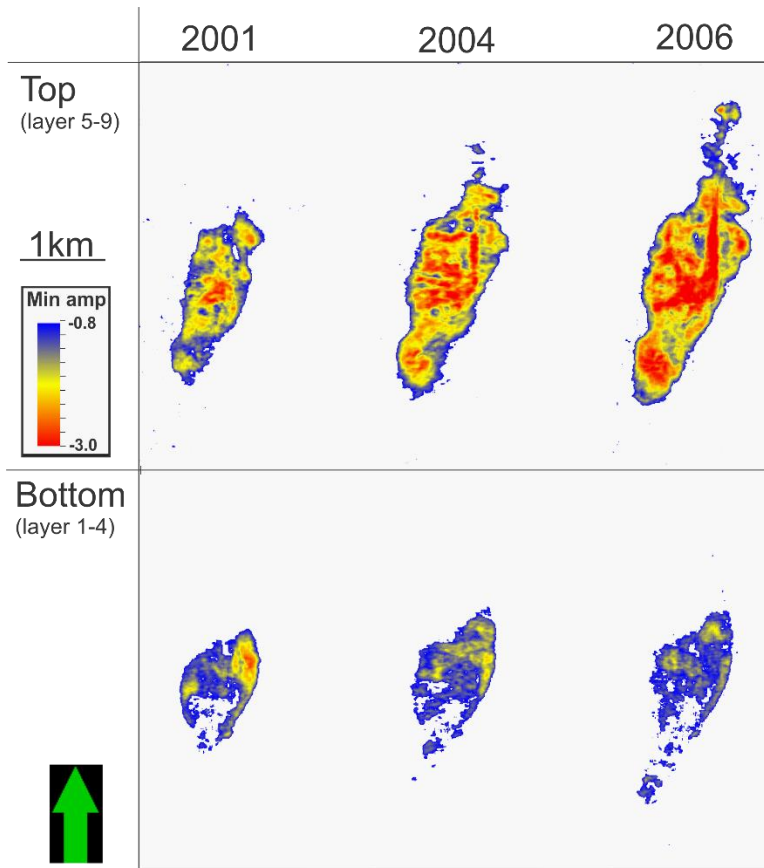 2001 2004 2006
Top
(layer 5-9)
1km
Min amp
-0.8
-3.0
Bottom
(layer 1-4)